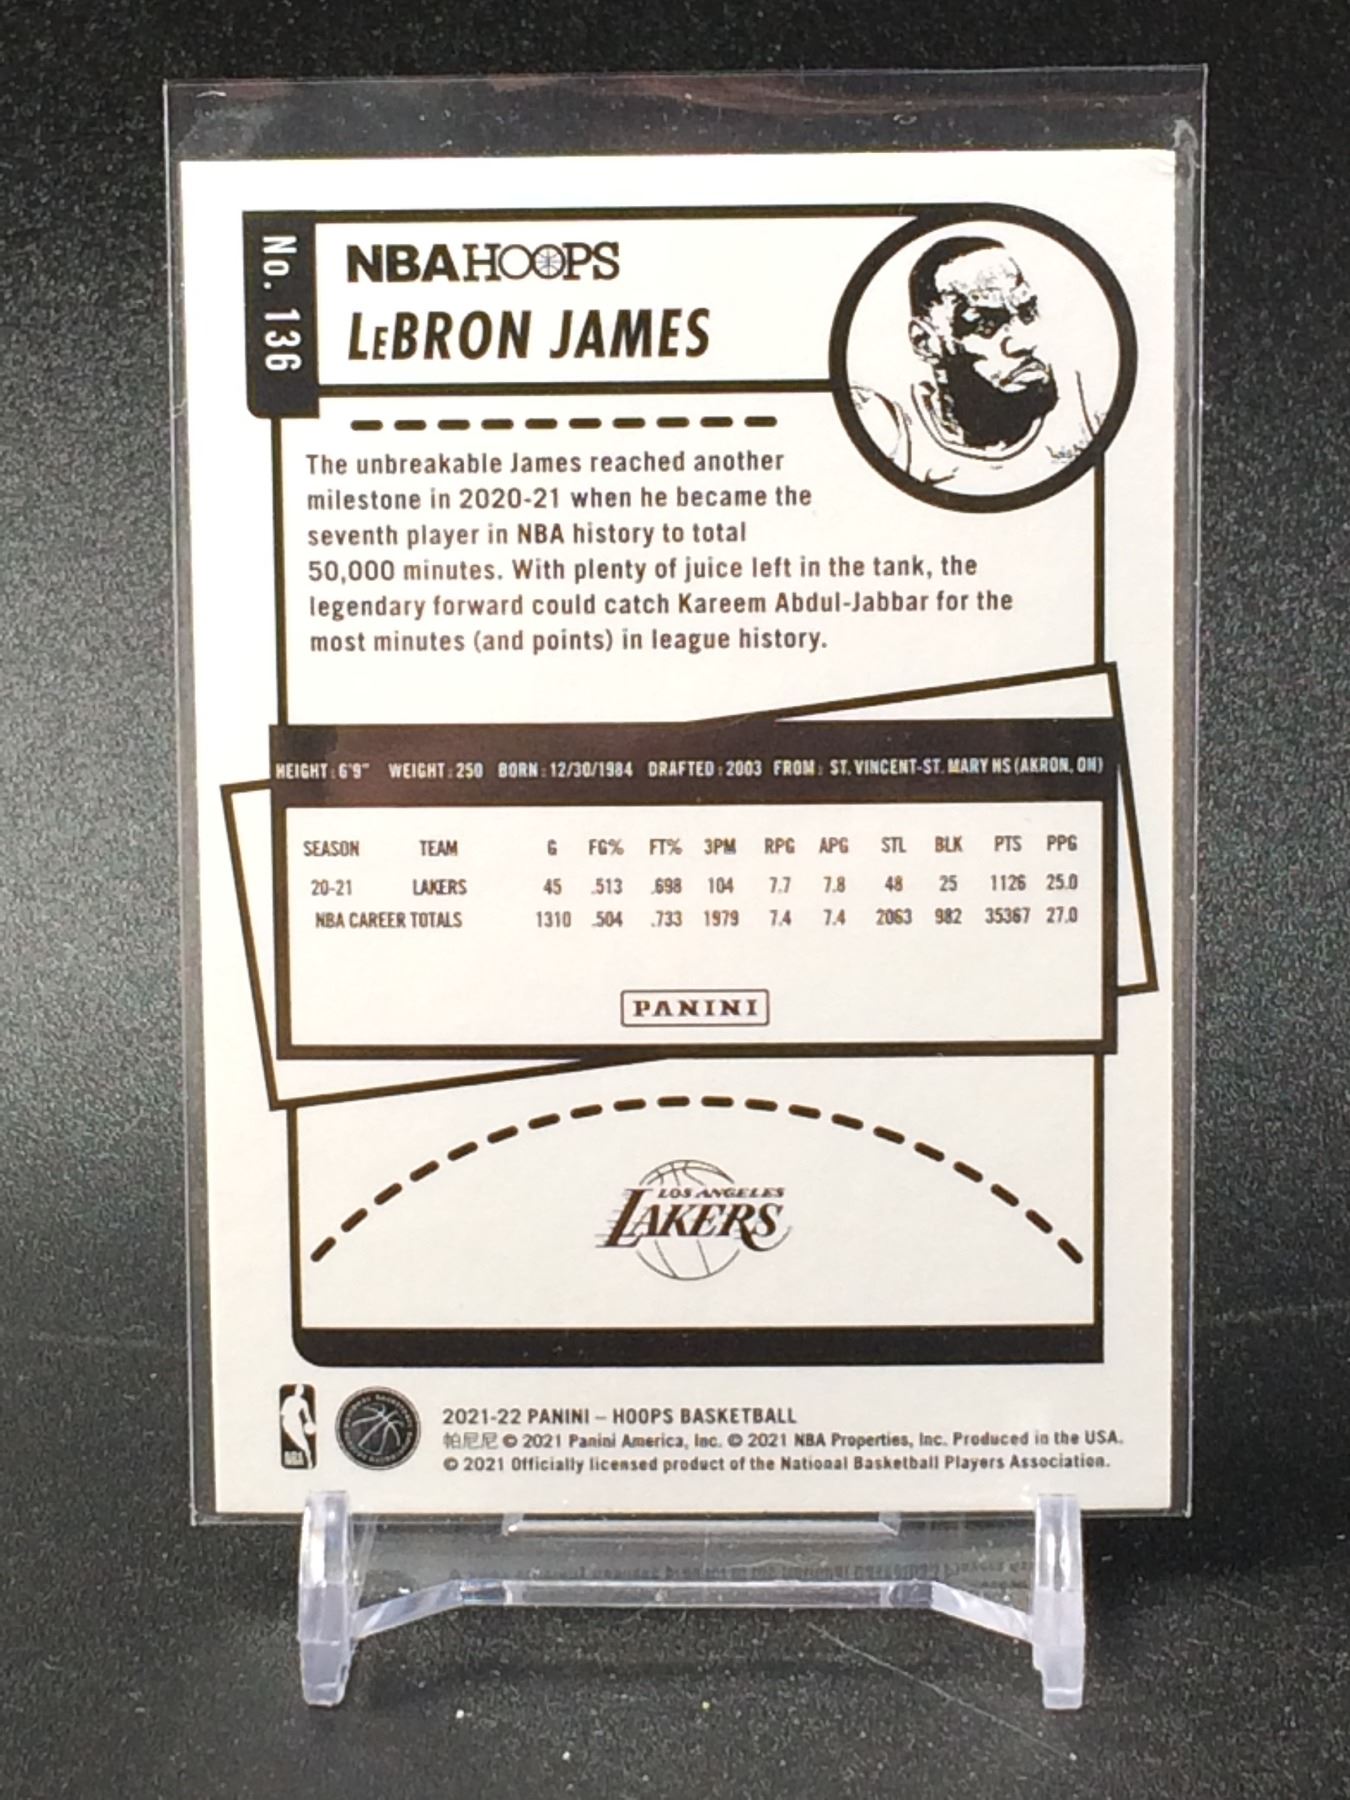 No. 136
NBA HOOPS
LeBRON JAMES
The unbreakable James reached another
milestone in 2020-21 when he became the
seventh player in NBA history to total
50,000 minutes. With plenty of juice left in the tank, the
legendary forward could catch Kareem Abdul-Jabbar for the
most minutes (and points) in league history.
HEIGHT: 6'9" WEIGHT: 250 BORN: 12/30/1984 DRAFTED: 2003 FROM: ST. VINCENT-ST. MARY HS (AKRON, OH)
SEASON TEAM G FG% FT% 3PM RPG APG STL BLK PTS PPG
20-21 LAKERS 45 .513 .698 104 7.7 7.8 48 25 1126 25.0
NBA CAREER TOTALS 1310 .504 .733 1979 7.4 7.4 2063 982 35367 27.0
PANINI
LOS ANGELES
LAKERS
NBA
2021-22 PANINI – HOOPS BASKETBALL
帕尼尼 © 2021 Panini America, Inc. © 2021 NBA Properties, Inc. Produced in the USA.
© 2021 Officially licensed product of the National Basketball Players Association.